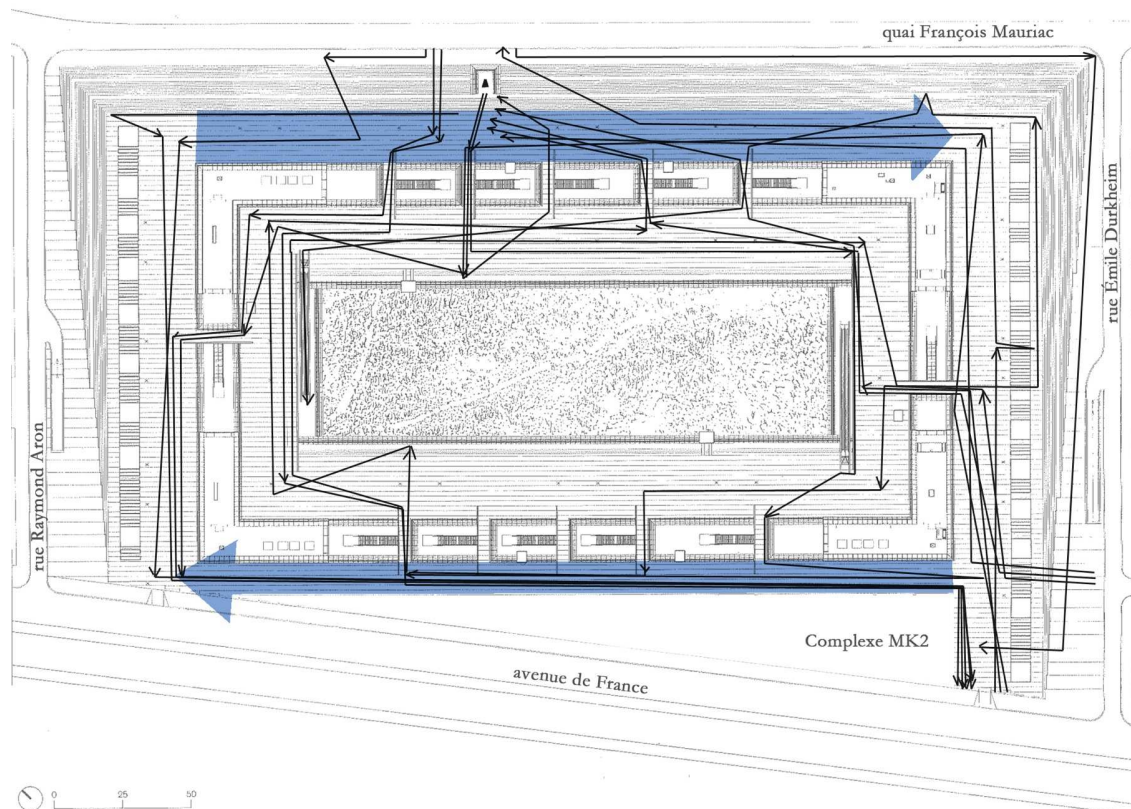 quai François Mauriac
rue Émile Durkheim
rue Raymond Aron
Complexe MK2
avenue de France
0 25 50